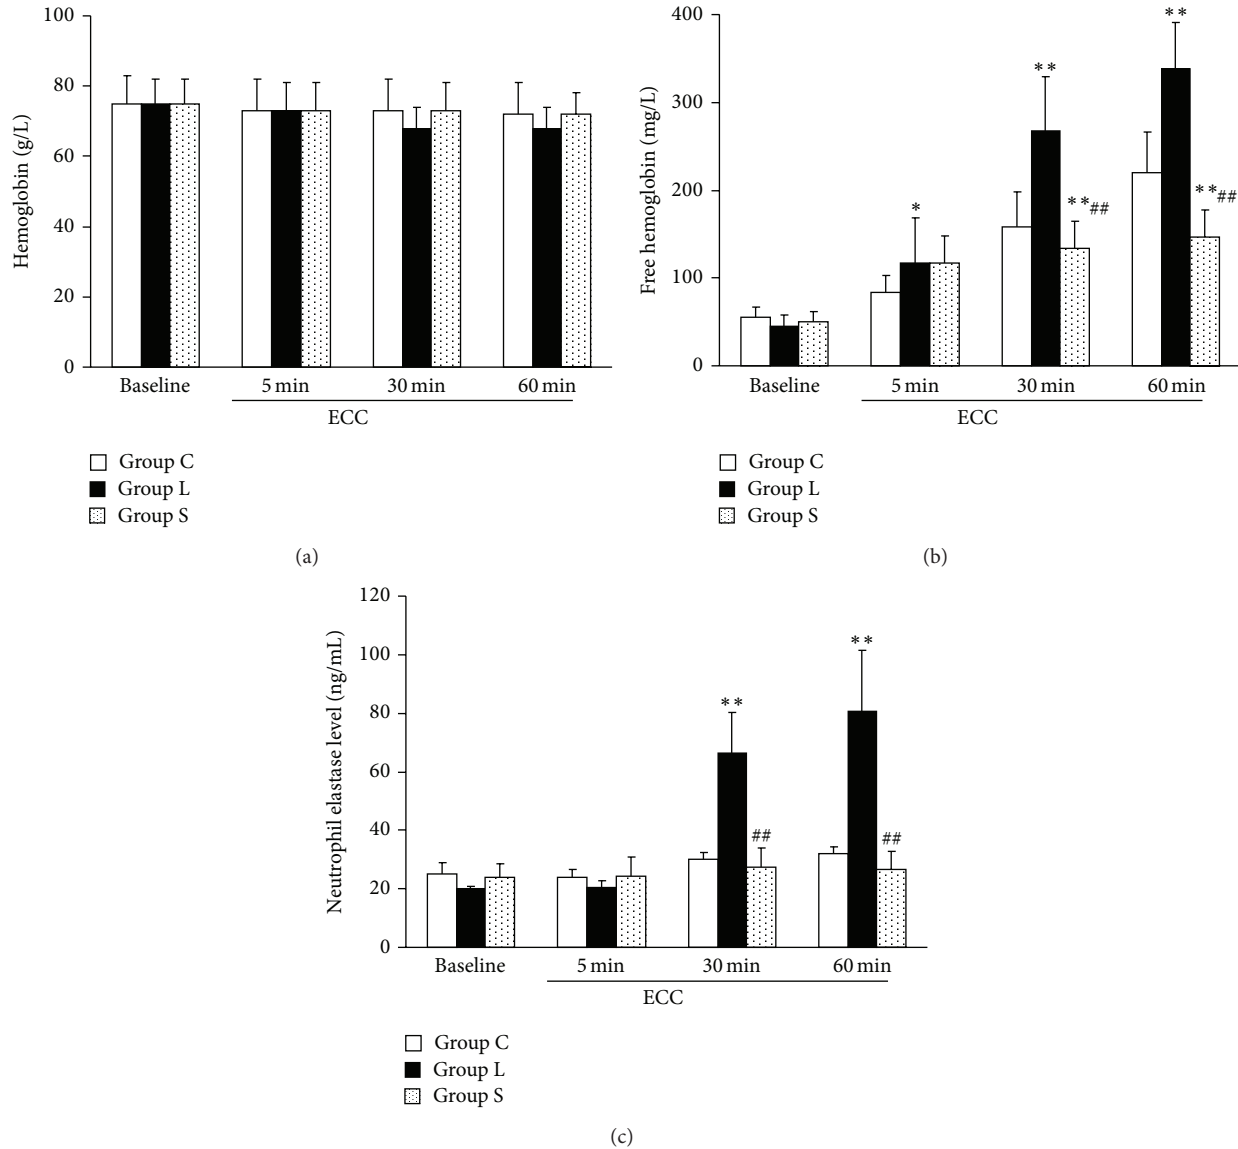 100
80
60
40
20
0
Hemoglobin (g/L)
Baseline 5 min 30 min 60 min
ECC
Group C
Group L
Group S
(a)
400
300
200
100
0
Free hemoglobin (mg/L)
*
**
**
**##
**##
Baseline 5 min 30 min 60 min
ECC
Group C
Group L
Group S
(b)
120
100
80
60
40
20
0
Neutrophil elastase level (ng/mL)
**
##
**
##
Baseline 5 min 30 min 60 min
ECC
Group C
Group L
Group S
(c)